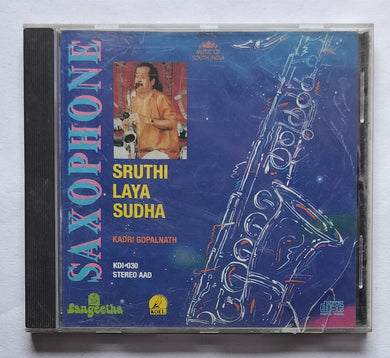 SAXOPHONE
MUSIC OF
SOUTH INDIA
SRUTHI
LAYA
SUDHA
KADRI GOPALNATH
KDI-030
STEREO AAD
Sangeetha
KOEL